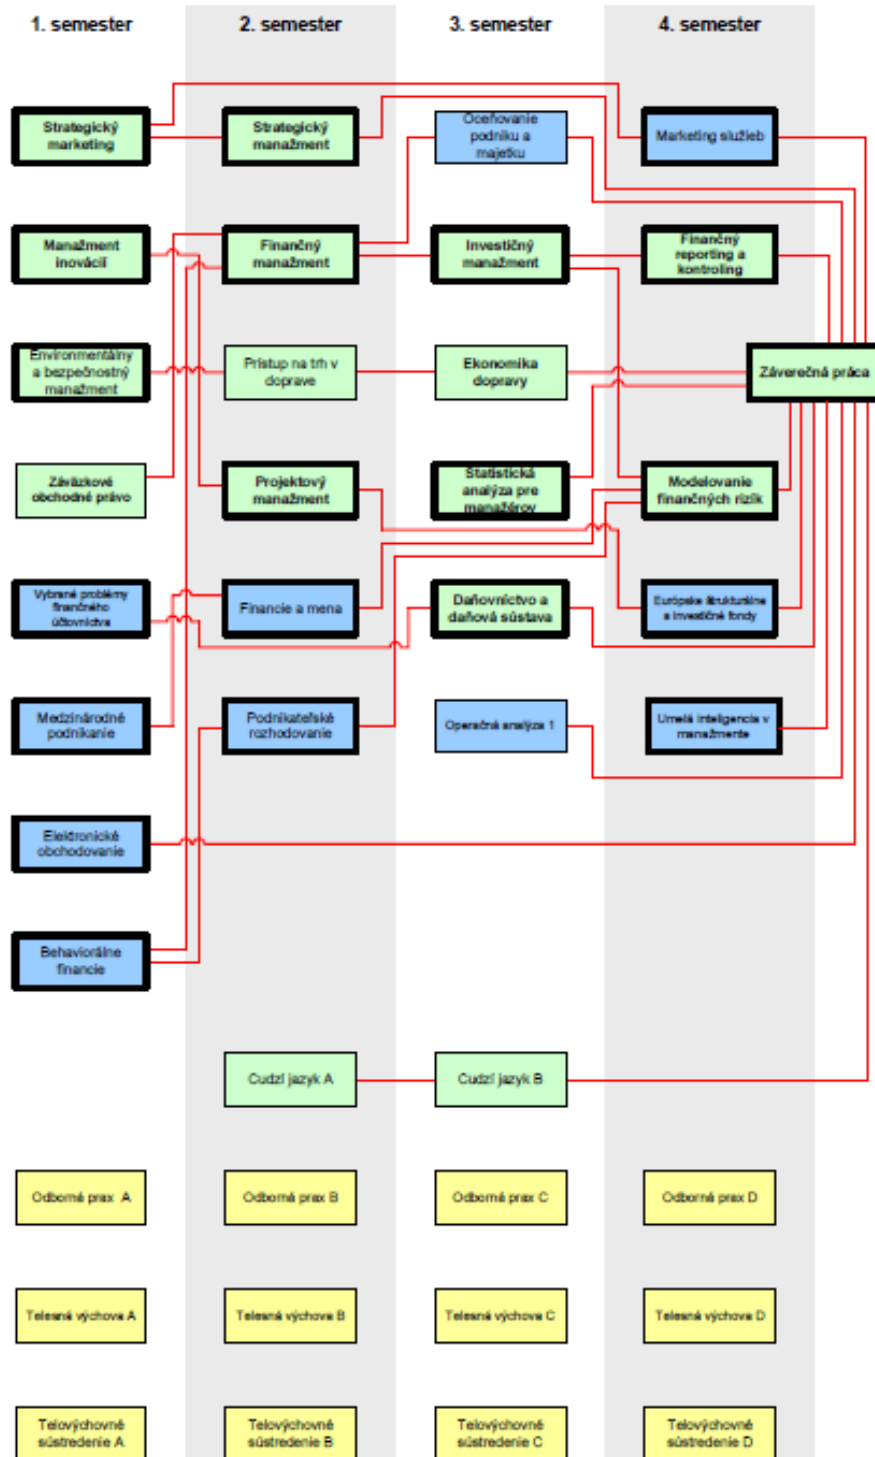 1. semester
2. semester
3. semester
4. semester
Strategický
marketing
Strategický
manažment
Oceňovanie
podniku a
majetku
Marketing služieb
Manažment
inovácií
Finančný
manažment
Investičný
manažment
Finančný
reporting a
kontroling
Environmentálny
a bezpečnostný
manažment
Prístup na trh v
doprave
Ekonomika
dopravy
Záverečná práca
Záväzkové
obchodné právo
Projektový
manažment
Statistická
analýza pre
manažérov
Modelovanie
finančných rizík
Vybrané problémy
finančného
účtovníctva
Financie a mena
Daňovníctvo a
daňová sústava
Európske štrukturálne
a investičné fondy
Medzinárodné
podnikanie
Podnikateľské
rozhodovanie
Operačná analýza 1
Umelá inteligencia v
manažmente
Elektronické
obchodovanie
Behaviorálne
financie
Cudzí jazyk A
Cudzí jazyk B
Odborná prax A
Odborná prax B
Odborná prax C
Odborná prax D
Telesná výchova A
Telesná výchova B
Telesná výchova C
Telesná výchova D
Telovýchovné
sústredenie A
Telovýchovné
sústredenie B
Telovýchovné
sústredenie C
Telovýchovné
sústredenie D